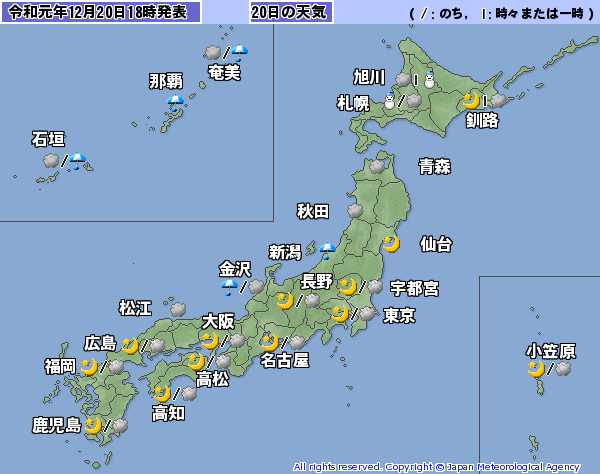 令和元年12月20日18時発表 20日の天気 ( / : のち, | : 時々または一時 )
奄美
那覇
石垣
旭川
札幌
釧路
青森
秋田
仙台
新潟
金沢
長野
宇都宮
松江
大阪
東京
広島
名古屋
福岡
高松
小笠原
高知
鹿児島
All rights reserved. Copyright © Japan Meteorological Agency